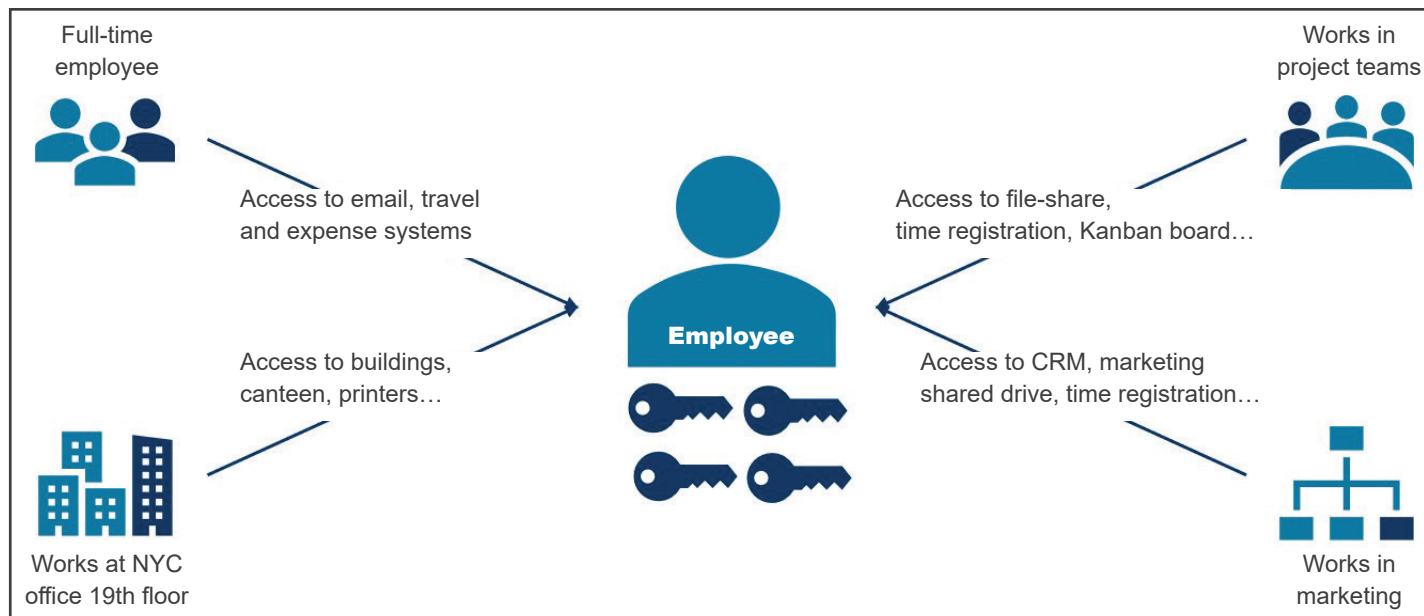 Full-time
employee
Works in
project teams
Access to email, travel
and expense systems
Access to file-share,
time registration, Kanban board…
Employee
Access to buildings,
canteen, printers…
Access to CRM, marketing
shared drive, time registration…
Works at NYC
office 19th floor
Works in
marketing